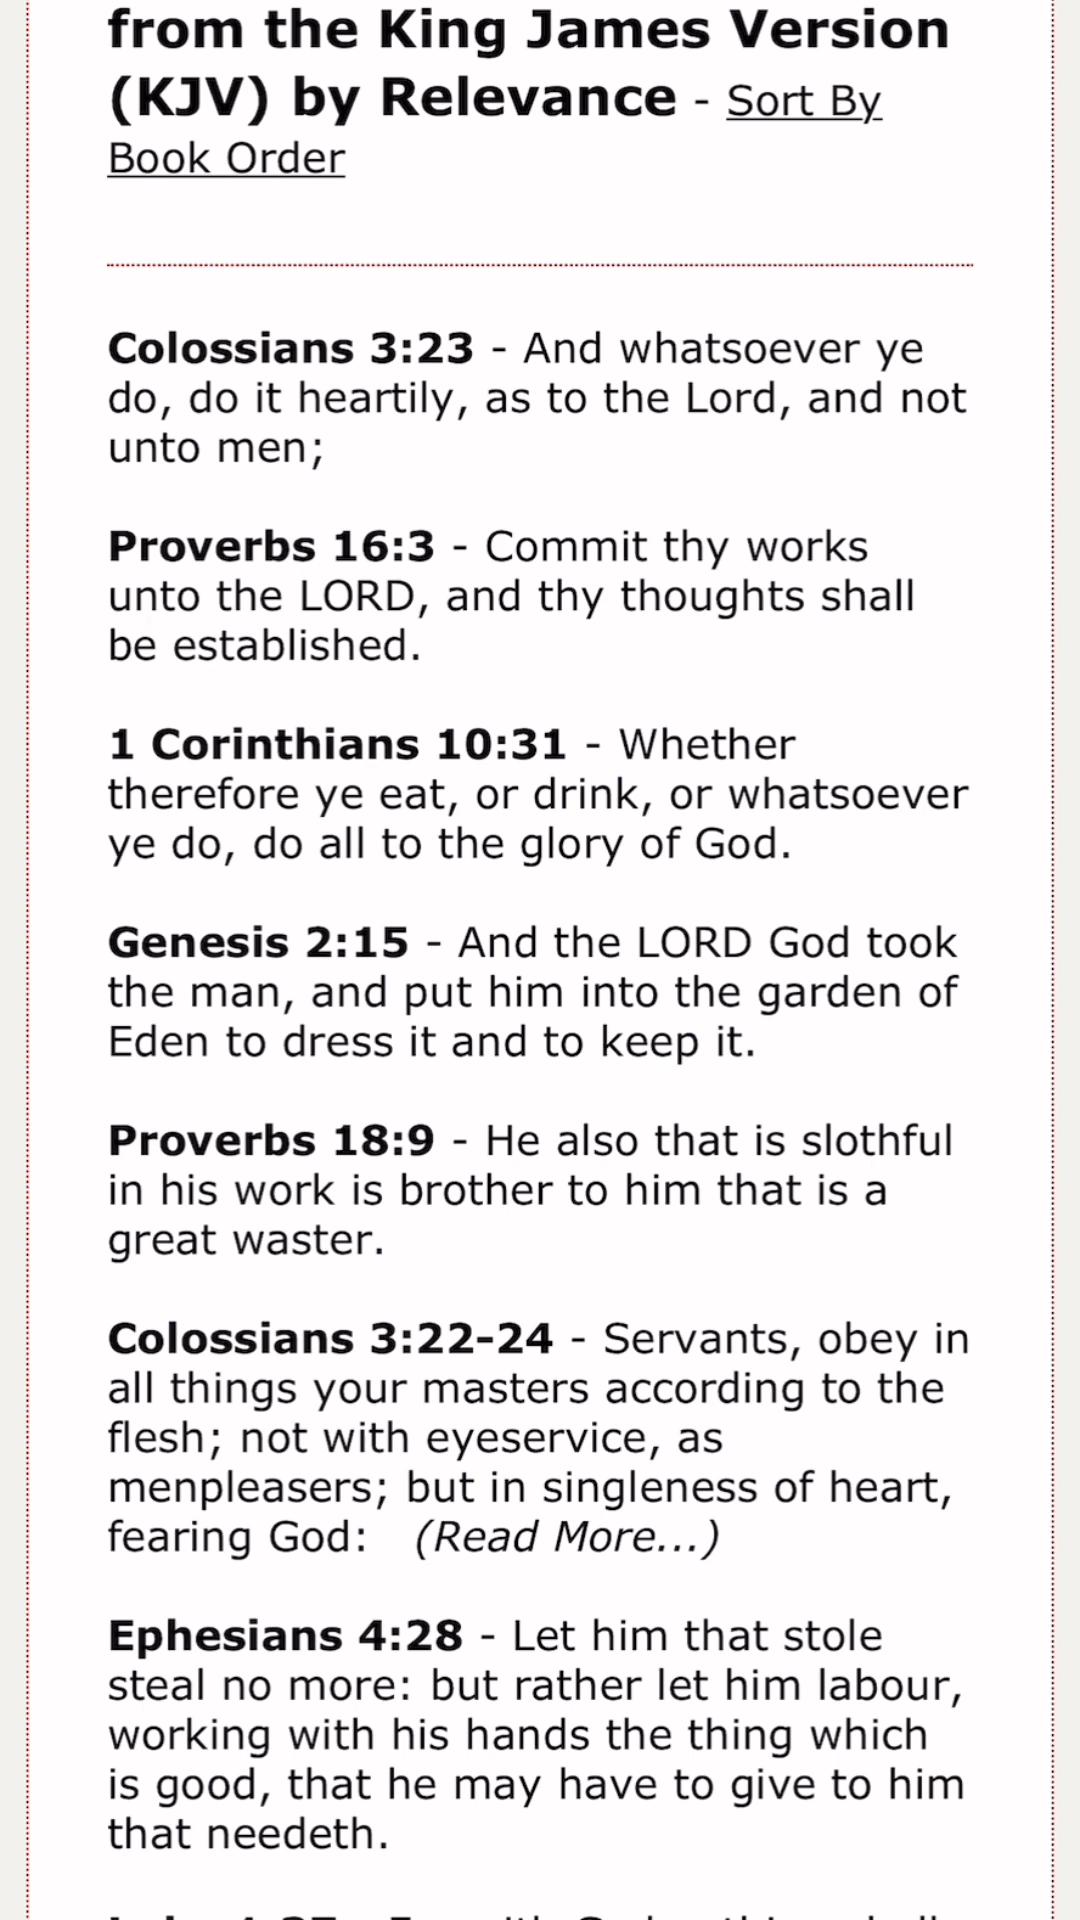 from the King James Version
(KJV) by Relevance - Sort By
Book Order
Colossians 3:23 - And whatsoever ye
do, do it heartily, as to the Lord, and not
unto men;
Proverbs 16:3 - Commit thy works
unto the LORD, and thy thoughts shall
be established.
1 Corinthians 10:31 - Whether
therefore ye eat, or drink, or whatsoever
ye do, do all to the glory of God.
Genesis 2:15 - And the LORD God took
the man, and put him into the garden of
Eden to dress it and to keep it.
Proverbs 18:9 - He also that is slothful
in his work is brother to him that is a
great waster.
Colossians 3:22-24 - Servants, obey in
all things your masters according to the
flesh; not with eyeservice, as
menpleasers; but in singleness of heart,
fearing God: (Read More...)
Ephesians 4:28 - Let him that stole
steal no more: but rather let him labour,
working with his hands the thing which
is good, that he may have to give to him
that needeth.